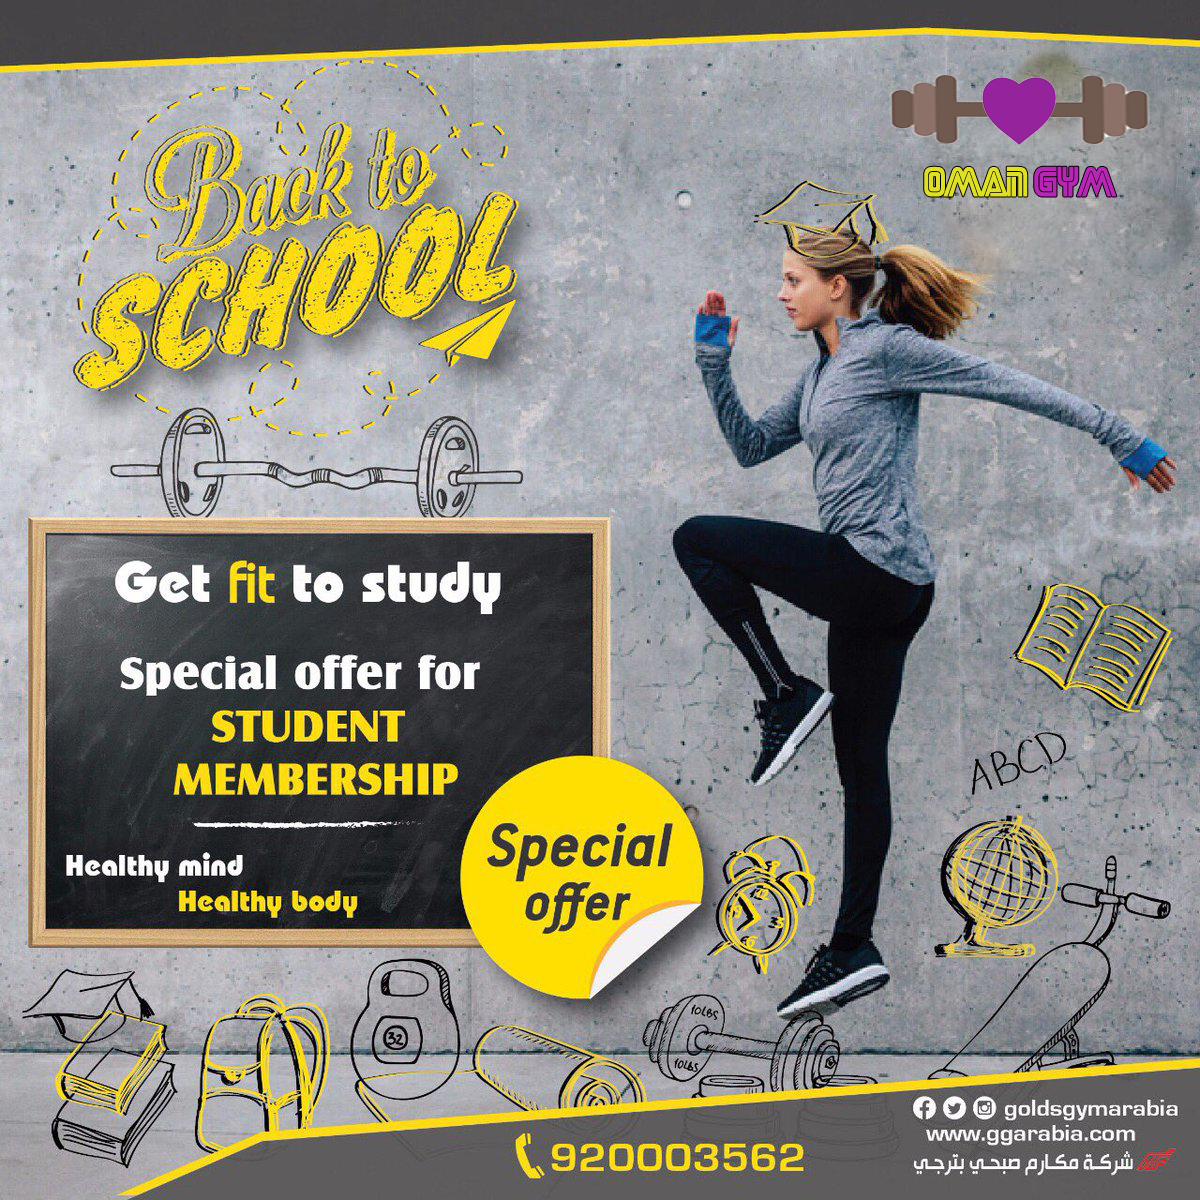 Back to
SCHOOL
OMAN GYM
Get fit to study
Special offer for
STUDENT
MEMBERSHIP
Healthy mind
Healthy body
Special
offer
ABCD
32
10LBS
10LBS
920003562
goldsgymarabia
www.ggarabia.com
شركة مكارم صبحي بترجي